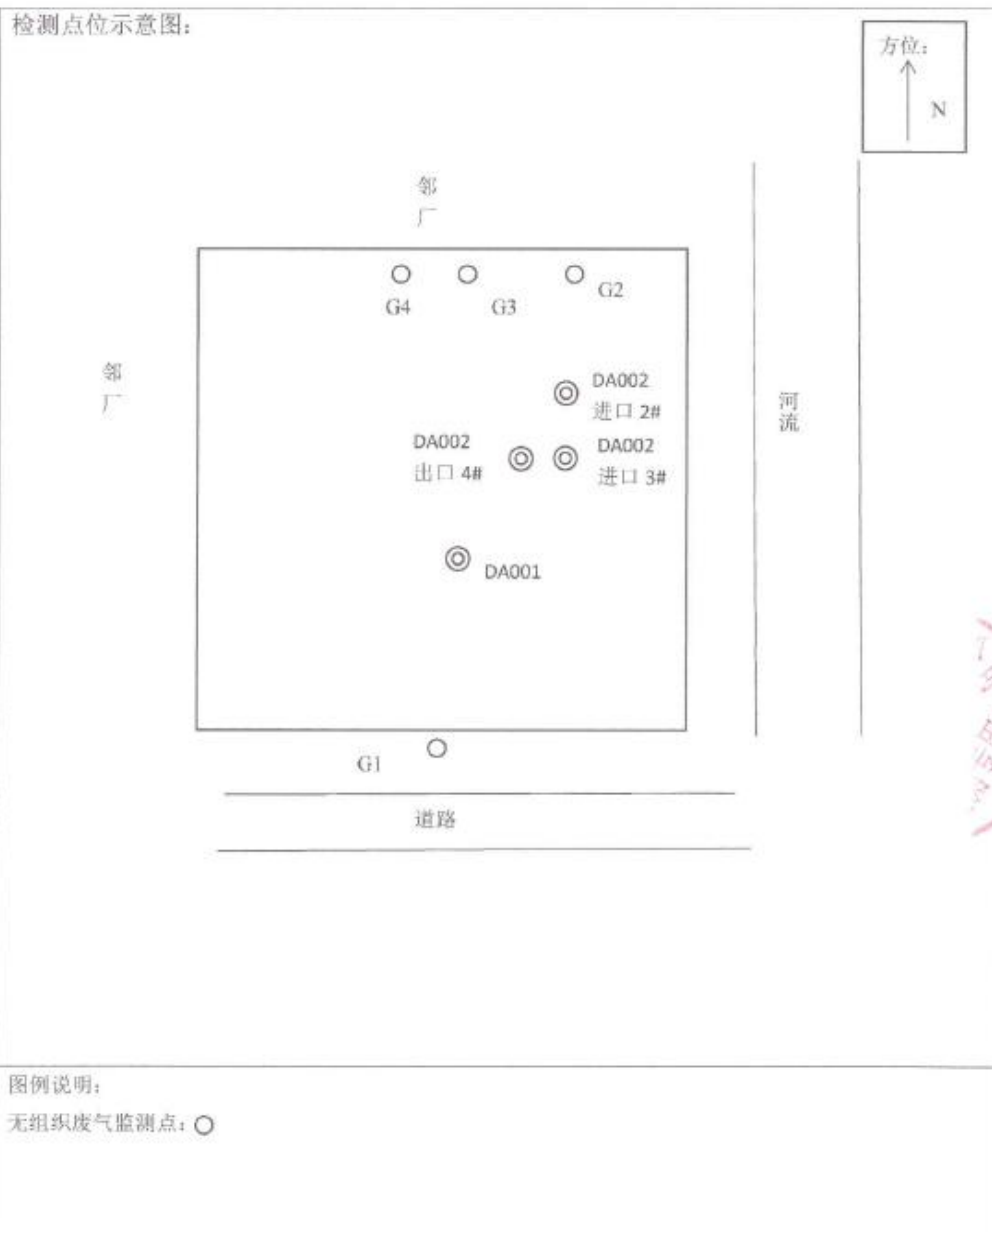 检测点位示意图：
方位：
N
邻
厂
G4
G3
G2
邻
厂
DA002
进口 2#
河
流
DA002
出口 4#
DA002
进口 3#
DA001
G1
道路
图例说明：
无组织废气监测点：